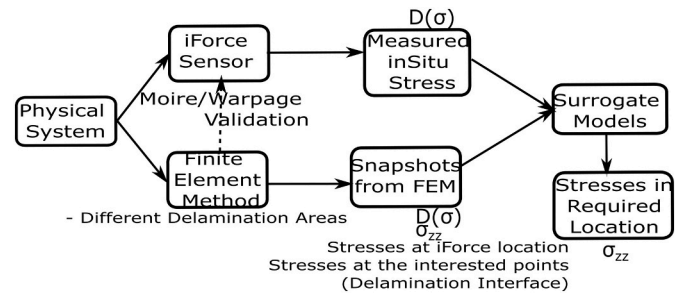 Physical
System
iForce
Sensor
Moire/Warpage
Validation
Finite
Element
Method
- Different Delamination Areas
D(σ)
Measured
inSitu
Stress
Snapshots
from FEM
D(σ)
σzz
Stresses at iForce location
Stresses at the interested points
(Delamination Interface)
Surrogate
Models
Stresses in
Required
Location
σzz